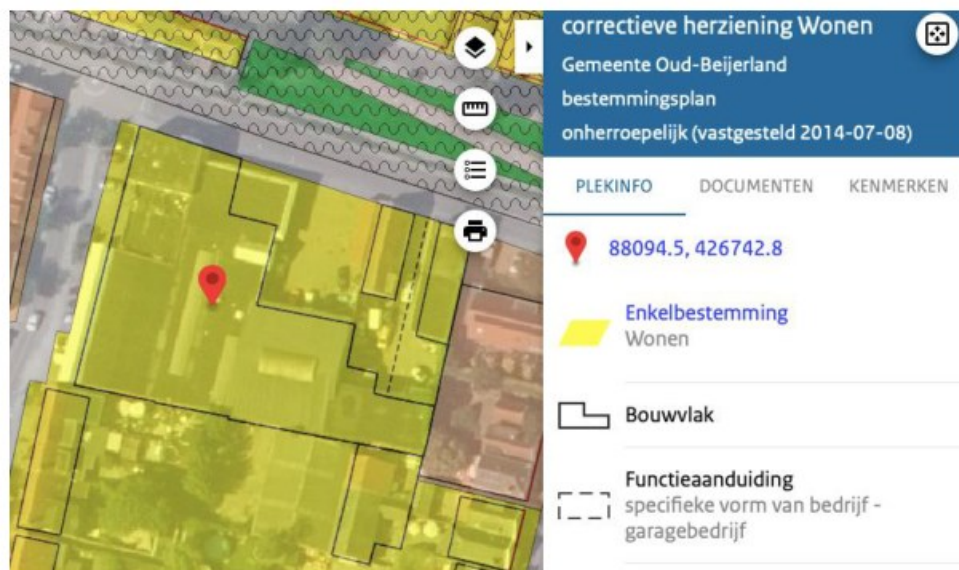 correctieve herziening Wonen
Gemeente Oud-Beijerland
bestemmingsplan
onherroepelijk (vastgesteld 2014-07-08)
PLEKINFO DOCUMENTEN KENMERKEN
88094.5, 426742.8
Enkelbestemming
Wonen
Bouwvlak
Functieaanduiding
specifieke vorm van bedrijf -
garagebedrijf